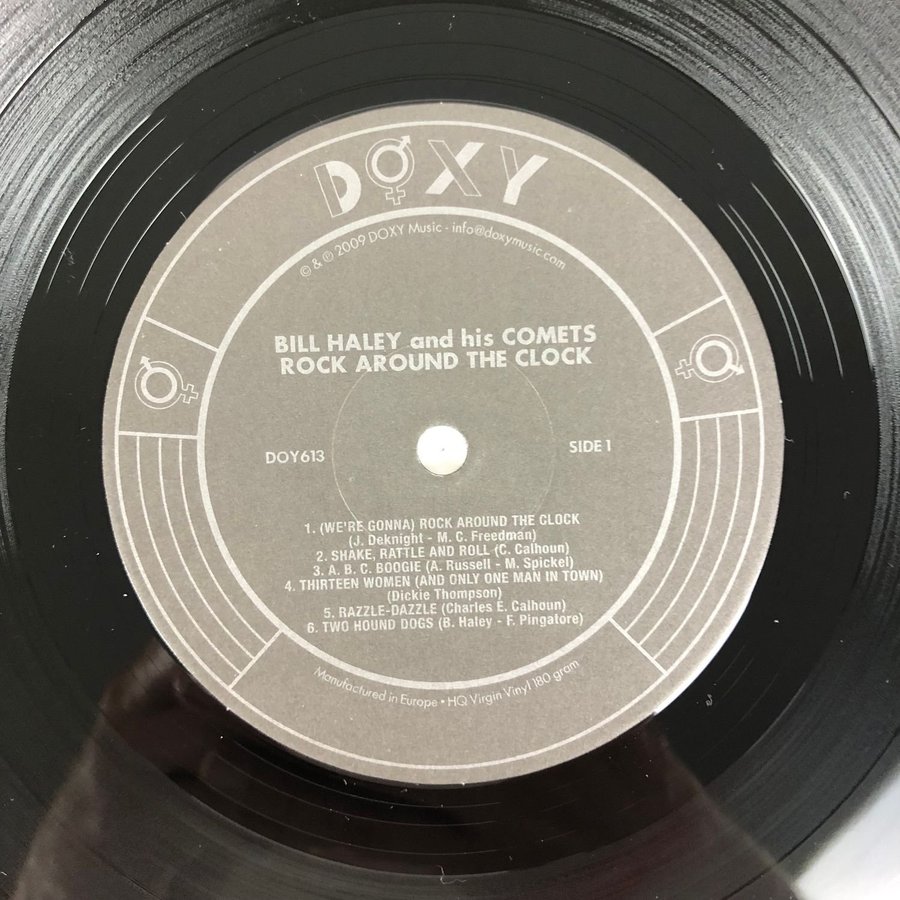 DOXY
© & ℗ 2009 DOXY Music - info@doxymusic.com
BILL HALEY and his COMETS
ROCK AROUND THE CLOCK
DOY613
SIDE 1
1. (WE'RE GONNA) ROCK AROUND THE CLOCK
(J. Deknight - M. C. Freedman)
2. SHAKE, RATTLE AND ROLL (C. Calhoun)
3. A. B. C. BOOGIE (A. Russell - M. Spickel)
4. THIRTEEN WOMEN (AND ONLY ONE MAN IN TOWN)
(Dickie Thompson)
5. RAZZLE-DAZZLE (Charles E. Calhoun)
6. TWO HOUND DOGS (B. Haley - F. Pingatore)
Manufactured in Europe • HQ Virgin Vinyl 180 gram